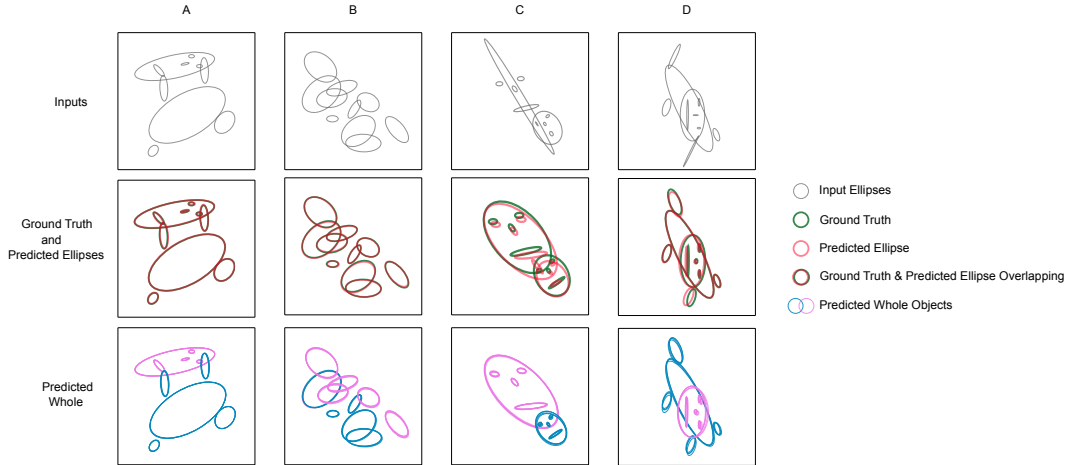 A B C D
Inputs
Ground Truth
and
Predicted Ellipses
Predicted
Whole
Input Ellipses
Ground Truth
Predicted Ellipse
Ground Truth & Predicted Ellipse Overlapping
Predicted Whole Objects